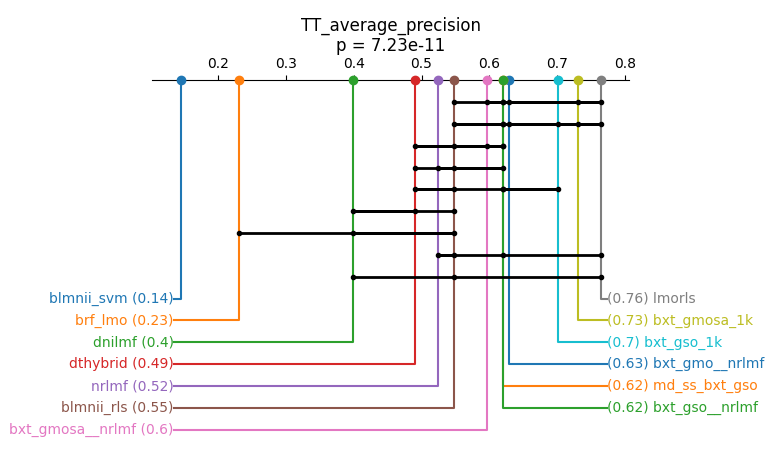 TT_average_precision
p = 7.23e-11
0.2 0.3 0.4 0.5 0.6 0.7 0.8
blmnii_svm (0.14) (0.76) lmorls
brf_lmo (0.23) (0.73) bxt_gmosa_1k
dnilmf (0.4) (0.7) bxt_gso_1k
dthybrid (0.49) (0.63) bxt_gmo__nrlmf
nrlmf (0.52) (0.62) md_ss_bxt_gso
blmnii_rls (0.55) (0.62) bxt_gso__nrlmf
bxt_gmosa__nrlmf (0.6)